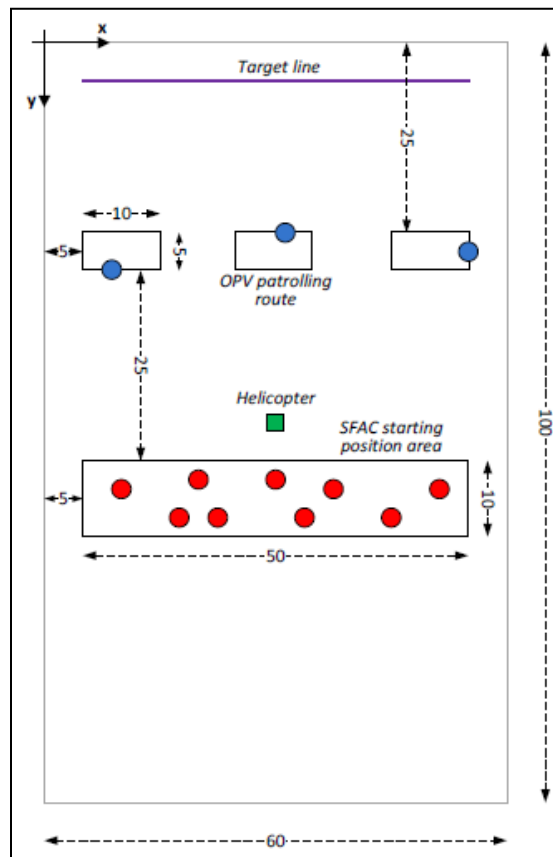 x
Target line
y
25
10
5
5
OPV patrolling
route
25
Helicopter
SFAC starting
position area
100
5
10
50
60